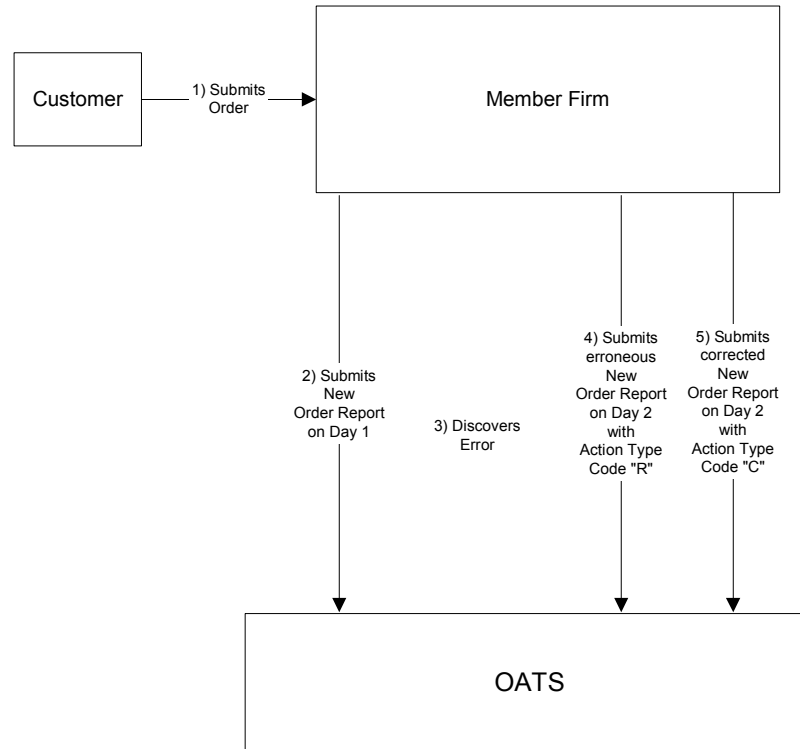 Customer
1) Submits
Order
Member Firm
2) Submits
New
Order Report
on Day 1
3) Discovers
Error
4) Submits
erroneous
New
Order Report
on Day 2
with
Action Type
Code "R"
5) Submits
corrected
New
Order Report
on Day 2
with
Action Type
Code "C"
OATS